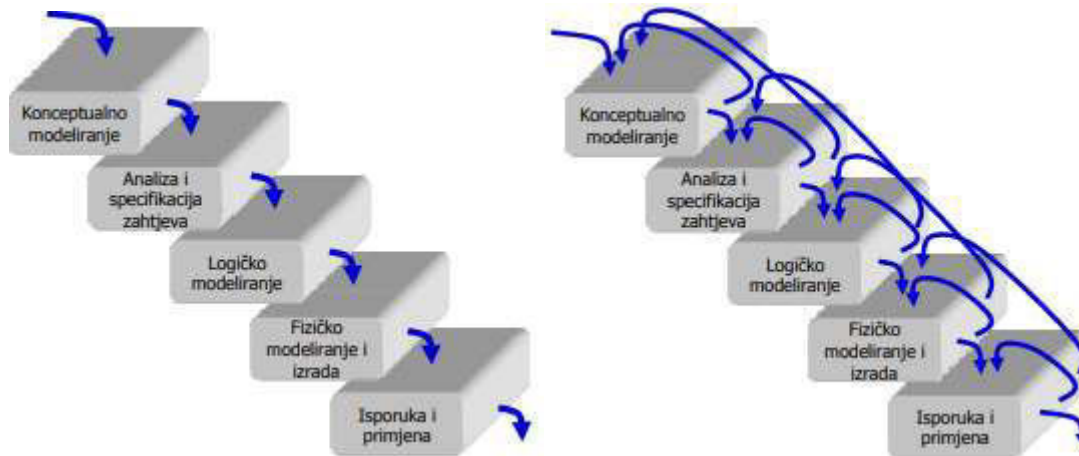 Konceptualno
modeliranje
Analiza i
specifikacija
zahtjeva
Logičko
modeliranje
Fizičko
modeliranje i
izrada
Isporuka i
primjena
Konceptualno
modeliranje
Analiza i
specifikacija
zahtjeva
Logičko
modeliranje
Fizičko
modeliranje i
izrada
Isporuka i
primjena